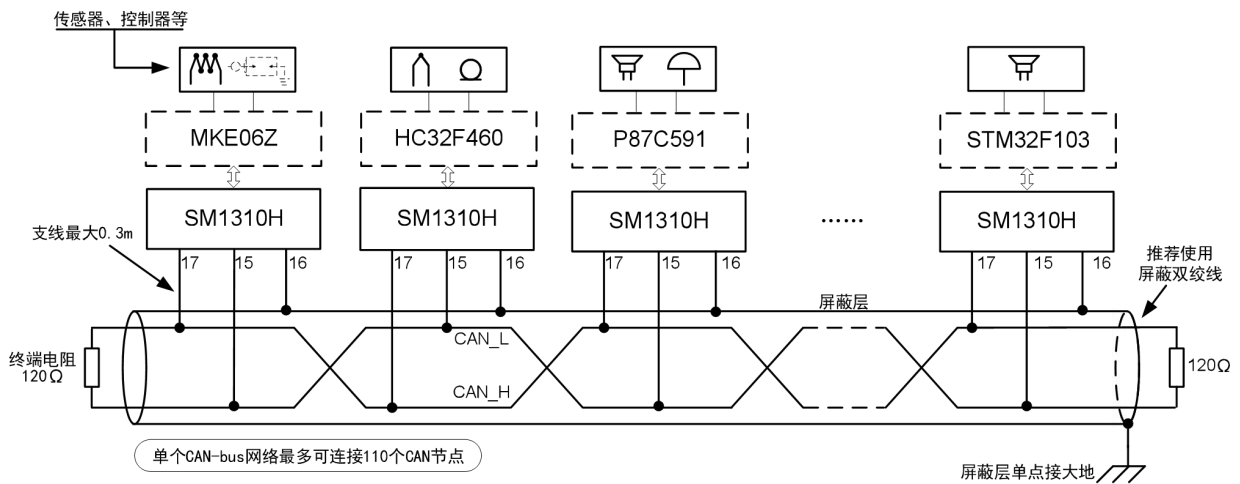 传感器、控制器等
MKE06Z
HC32F460
P87C591
STM32F103
SM1310H
SM1310H
SM1310H
......
SM1310H
支线最大0.3m
17
15
16
17
15
16
17
15
16
17
15
16
推荐使用
屏蔽双绞线
屏蔽层
CAN_L
CAN_H
终端电阻
120Ω
120Ω
单个CAN-bus网络最多可连接110个CAN节点
屏蔽层单点接大地